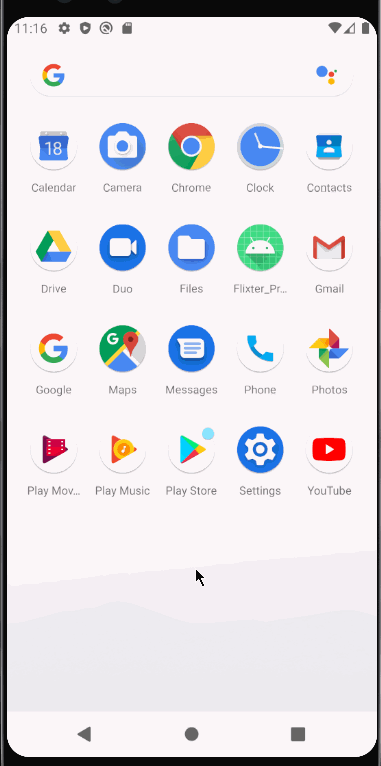 11:16
G
18
Calendar Camera Chrome Clock Contacts
Drive Duo Files Flixter_Pr... Gmail
G G
Google Maps Messages Phone Photos
Play Mov... Play Music Play Store Settings YouTube